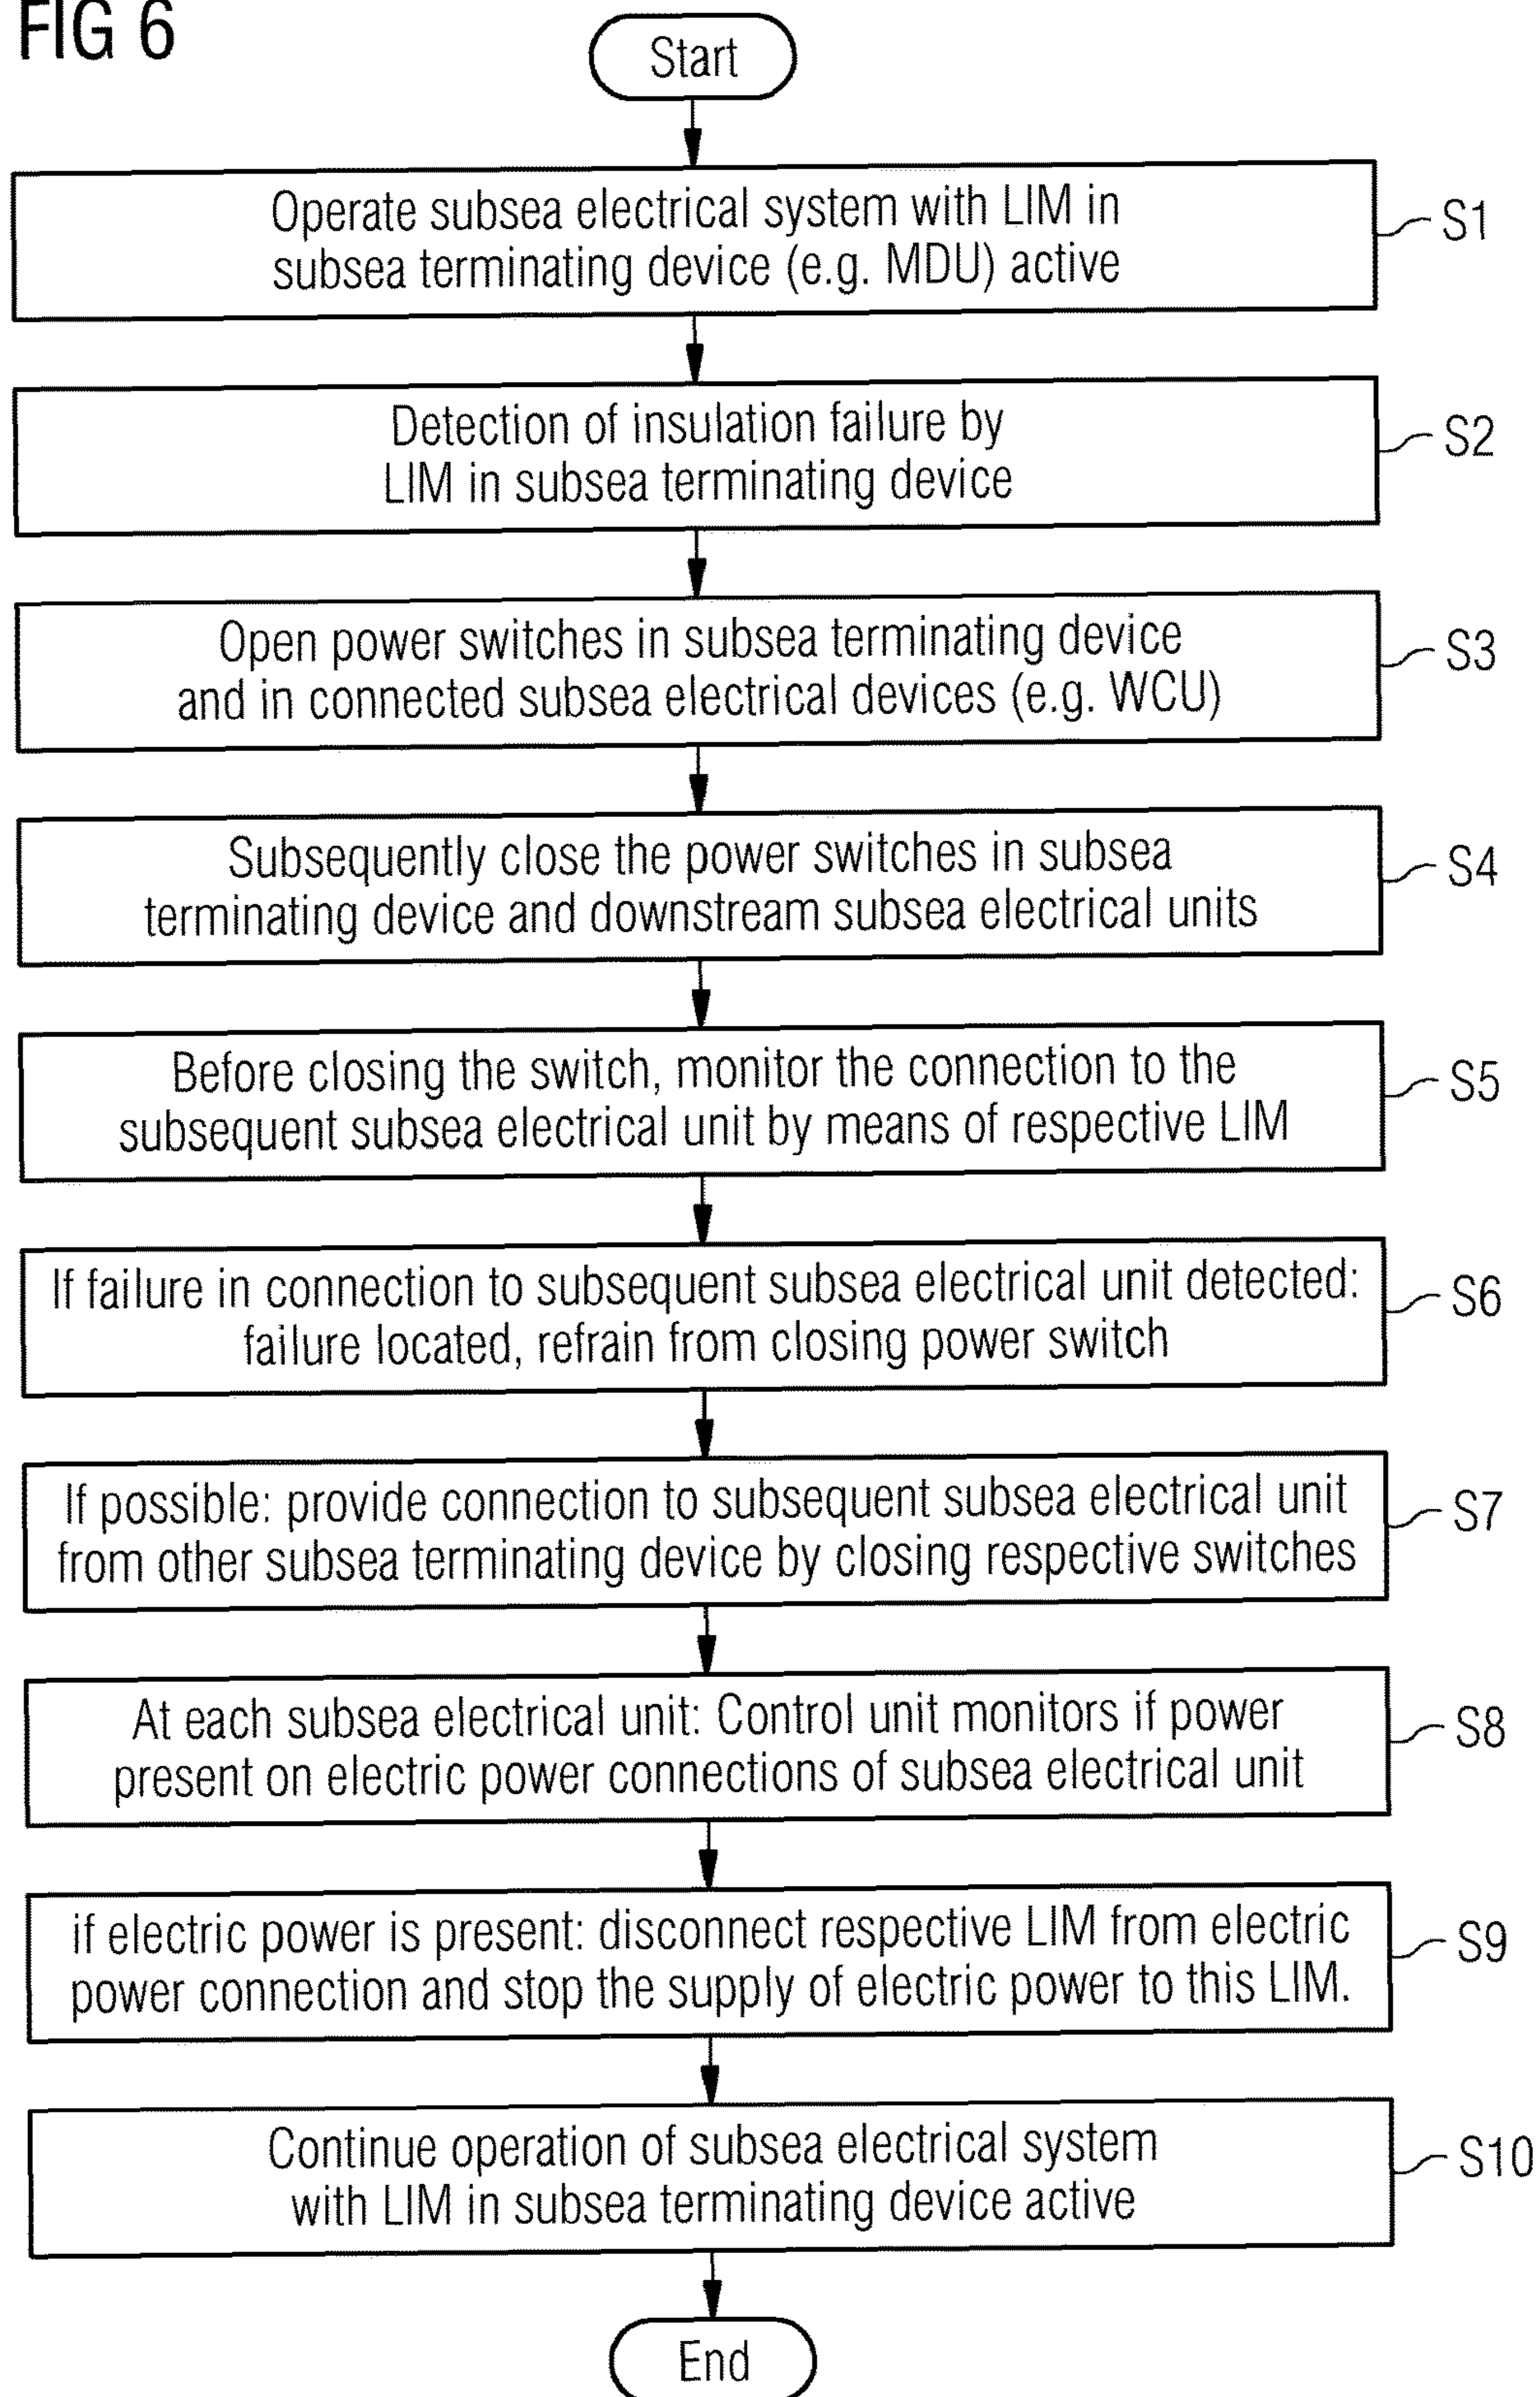 FIG 6
Start
Operate subsea electrical system with LIM in
subsea terminating device (e.g. MDU) active
S1
Detection of insulation failure by
LIM in subsea terminating device
S2
Open power switches in subsea terminating device
and in connected subsea electrical devices (e.g. WCU)
S3
Subsequently close the power switches in subsea
terminating device and downstream subsea electrical units
S4
Before closing the switch, monitor the connection to the
subsequent subsea electrical unit by means of respective LIM
S5
If failure in connection to subsequent subsea electrical unit detected:
failure located, refrain from closing power switch
S6
If possible: provide connection to subsequent subsea electrical unit
from other subsea terminating device by closing respective switches
S7
At each subsea electrical unit: Control unit monitors if power
present on electric power connections of subsea electrical unit
S8
if electric power is present: disconnect respective LIM from electric
power connection and stop the supply of electric power to this LIM.
S9
Continue operation of subsea electrical system
with LIM in subsea terminating device active
S10
End